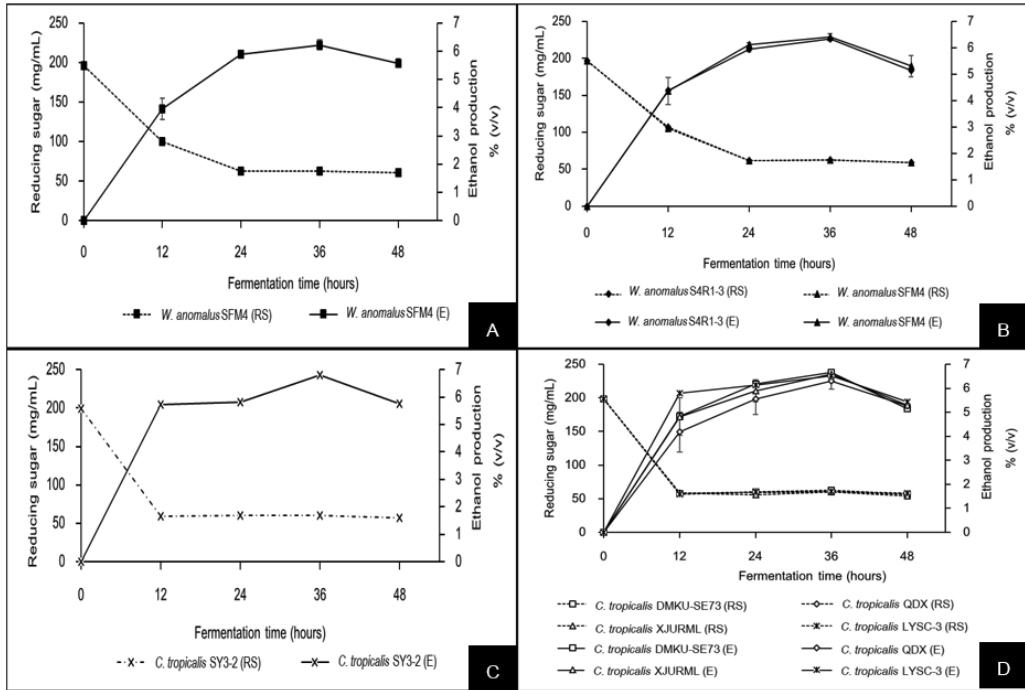 Reducing sugar (mg/mL)
250
200
150
100
50
0
7
6
5
4
3
2
1
0
Ethanol production
% (v/v)
0 12 24 36 48
Fermentation time (hours)
W. anomalus SFM4 (RS) W. anomalus SFM4 (E)
A
Reducing sugar (mg/mL)
250
200
150
100
50
0
7
6
5
4
3
2
1
0
Ethanol production
% (v/v)
0 12 24 36 48
Fermentation time (hours)
W. anomalus S4R1-3 (RS) W. anomalus SFM4 (RS)
W. anomalus S4R1-3 (E) W. anomalus SFM4 (E)
B
Reducing sugar (mg/mL)
250
200
150
100
50
0
7
6
5
4
3
2
1
0
Ethanol production
% (v/v)
0 12 24 36 48
Fermentation time (hours)
C. tropicalis SY3-2 (RS) C. tropicalis SY3-2 (E)
C
Reducing sugar (mg/mL)
250
200
150
100
50
0
7
6
5
4
3
2
1
0
Ethanol production
% (v/v)
0 12 24 36 48
Fermentation time (hours)
C. tropicalis DMKU-SE73 (RS) C. tropicalis QDX (RS)
C. tropicalis XJURML (RS) C. tropicalis LYSC-3 (RS)
C. tropicalis DMKU-SE73 (E) C. tropicalis QDX (E)
C. tropicalis XJURML (E) C. tropicalis LYSC-3 (E)
D